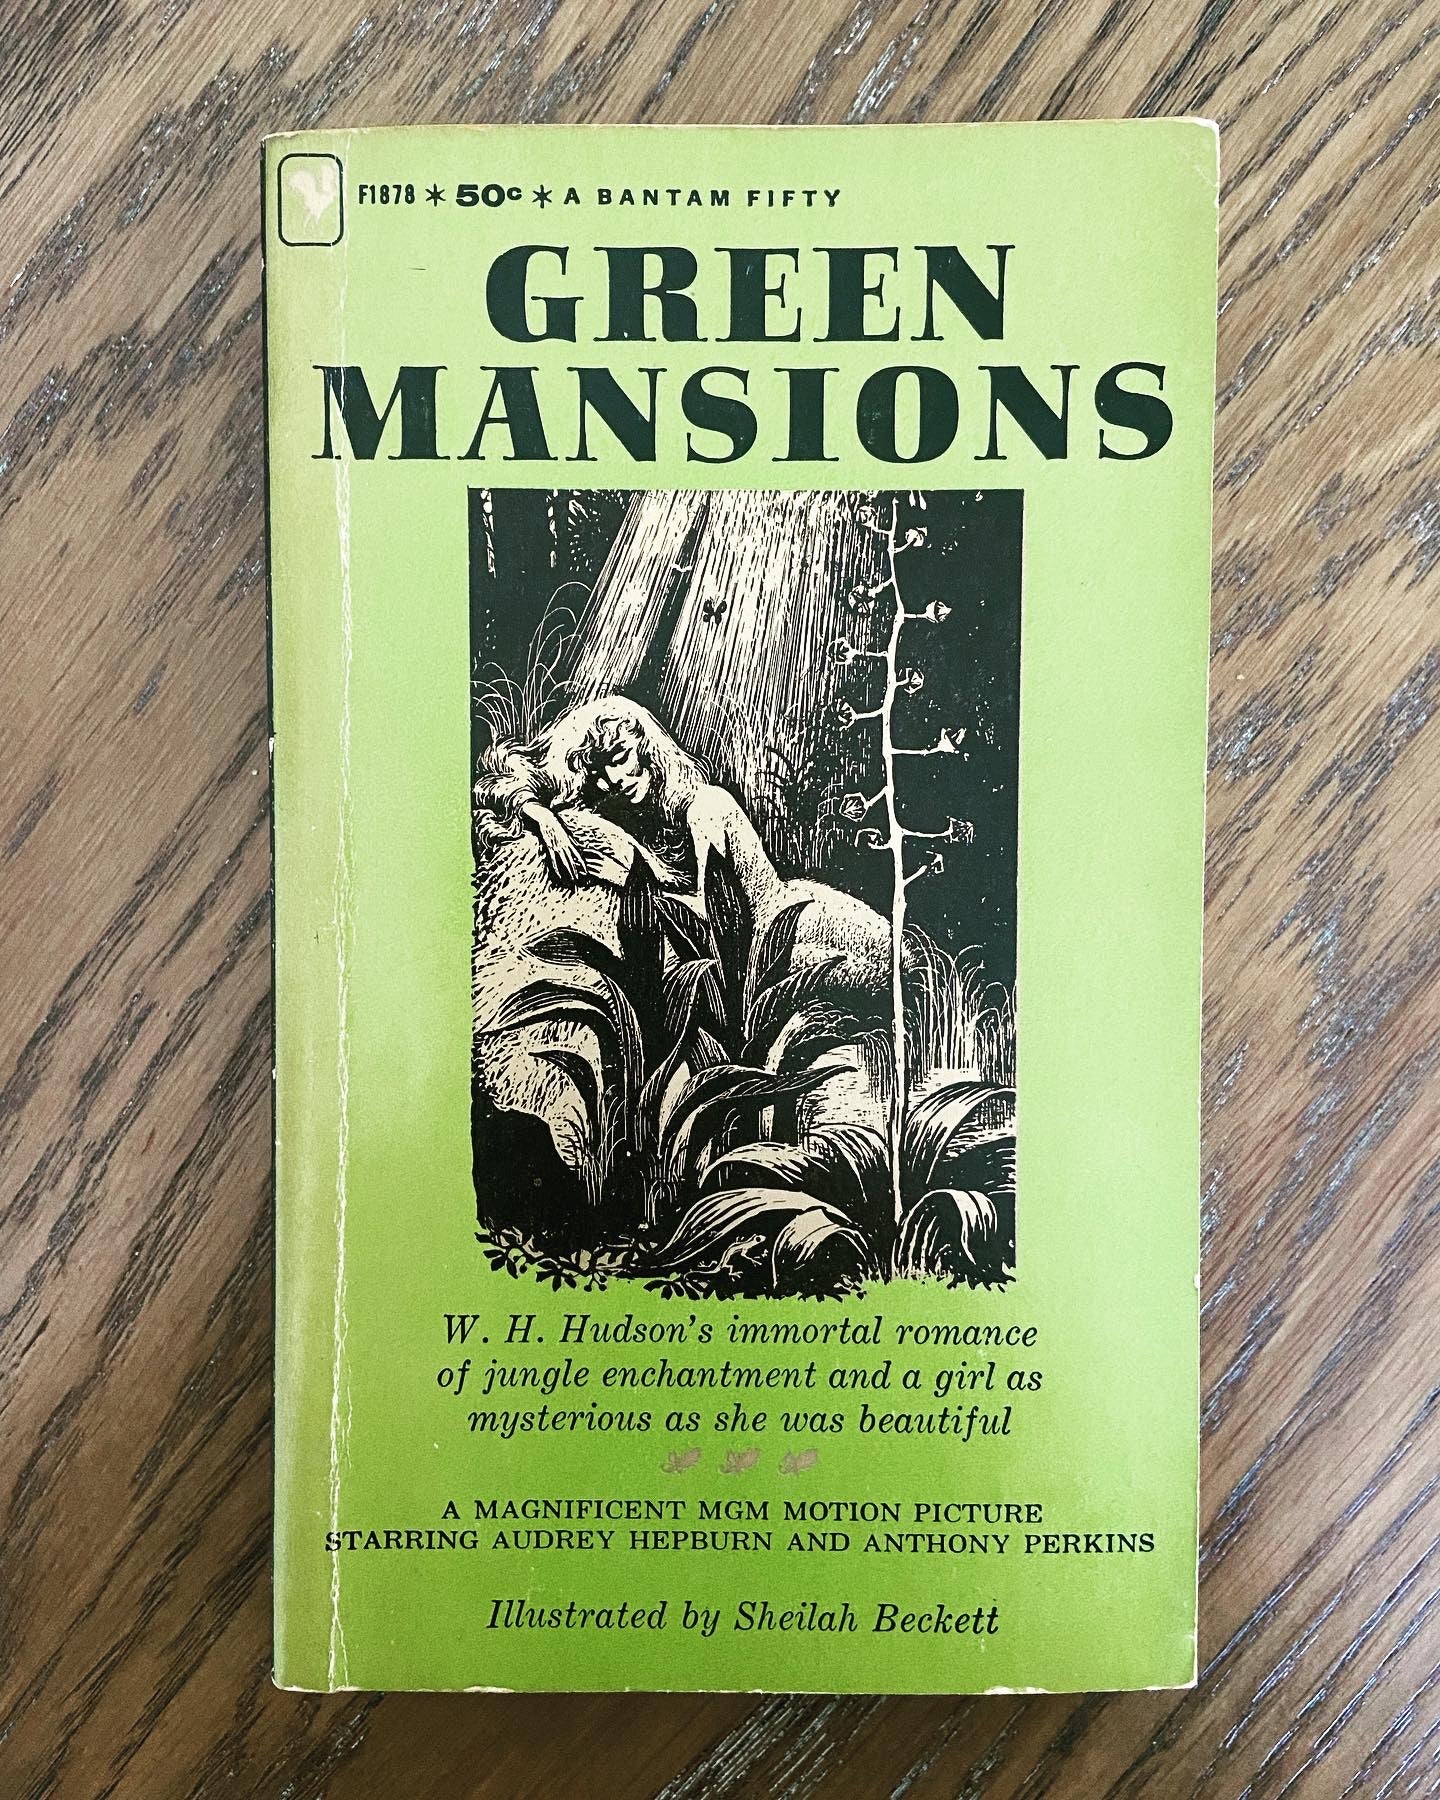 F1878 * 50c * A BANTAM FIFTY
GREEN
MANSIONS
W. H. Hudson's immortal romance
of jungle enchantment and a girl as
mysterious as she was beautiful
A MAGNIFICENT MGM MOTION PICTURE
STARRING AUDREY HEPBURN AND ANTHONY PERKINS
Illustrated by Sheilah Beckett